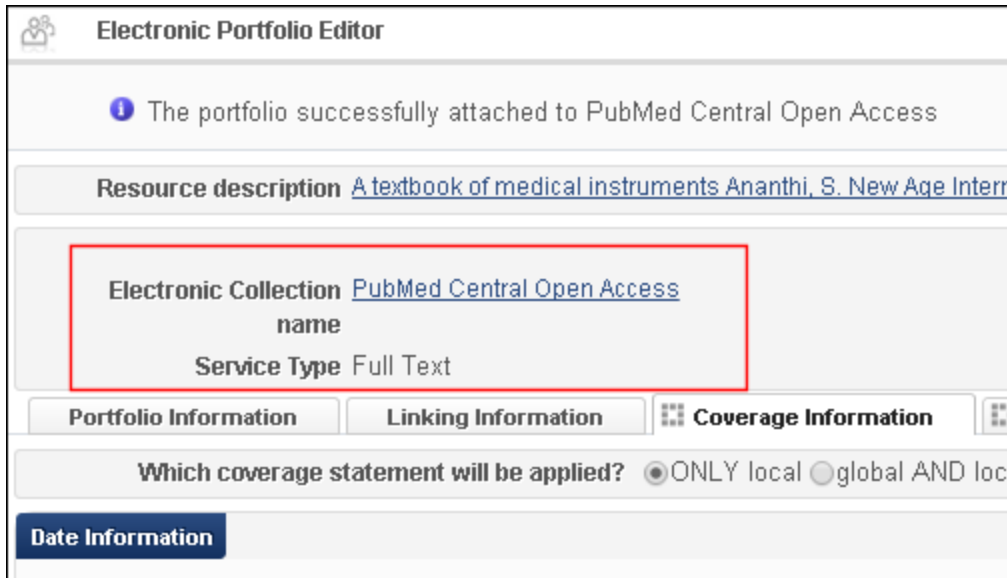 Electronic Portfolio Editor
The portfolio successfully attached to PubMed Central Open Access
Resource description A textbook of medical instruments Ananthi, S. New Age
Electronic Collection PubMed Central Open Access
name
Service Type Full Text
Portfolio Information Linking Information Coverage Information
Which coverage statement will be applied? ONLY local global AND
Date Information